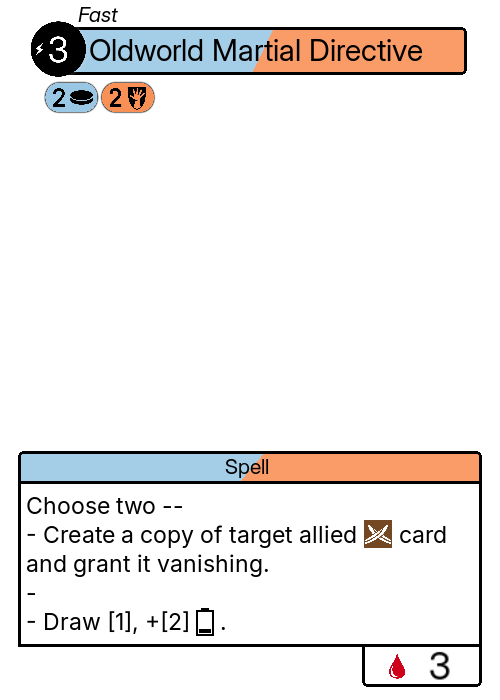 Fast
3 Oldworld Martial Directive
2 2
Spell
Choose two --
- Create a copy of target allied card
and grant it vanishing.
-
- Draw [1], +[2] .
3